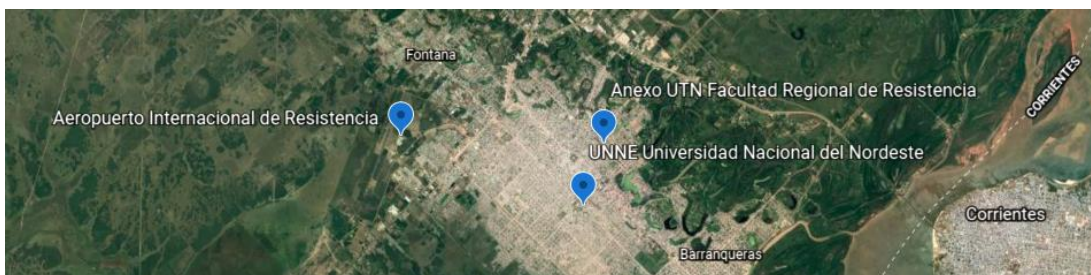 Fontana
Anexo UTN Facultad Regional de Resistencia
Aeropuerto Internacional de Resistencia
UNNE Universidad Nacional del Nordeste
CORRIENTES
Corrientes
Barranqueras